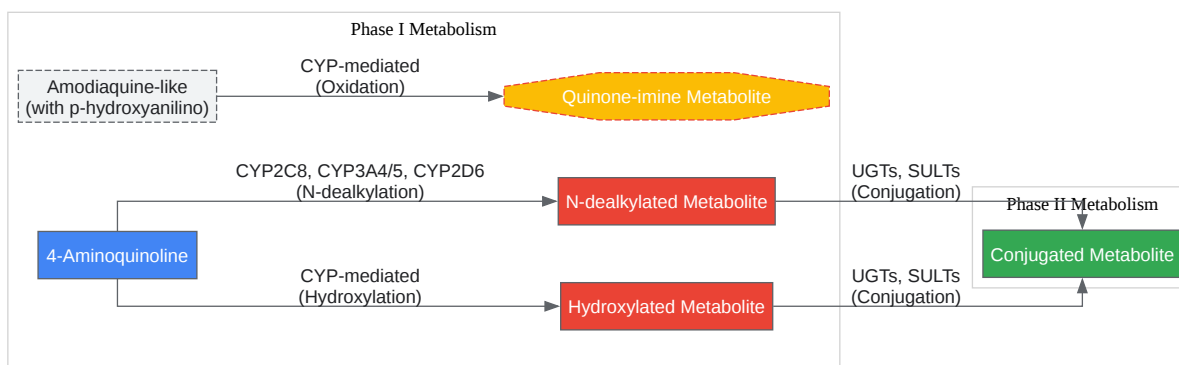 Phase I Metabolism
Amodiaquine-like
(with p-hydroxyanilino)
CYP-mediated
(Oxidation)
Quinone-imine Metabolite
CYP2C8, CYP3A4/5, CYP2D6
(N-dealkylation)
N-dealkylated Metabolite
UGTs, SULTs
(Conjugation)
Phase II Metabolism
4-Aminoquinoline
Conjugated Metabolite
CYP-mediated
(Hydroxylation)
Hydroxylated Metabolite
UGTs, SULTs
(Conjugation)